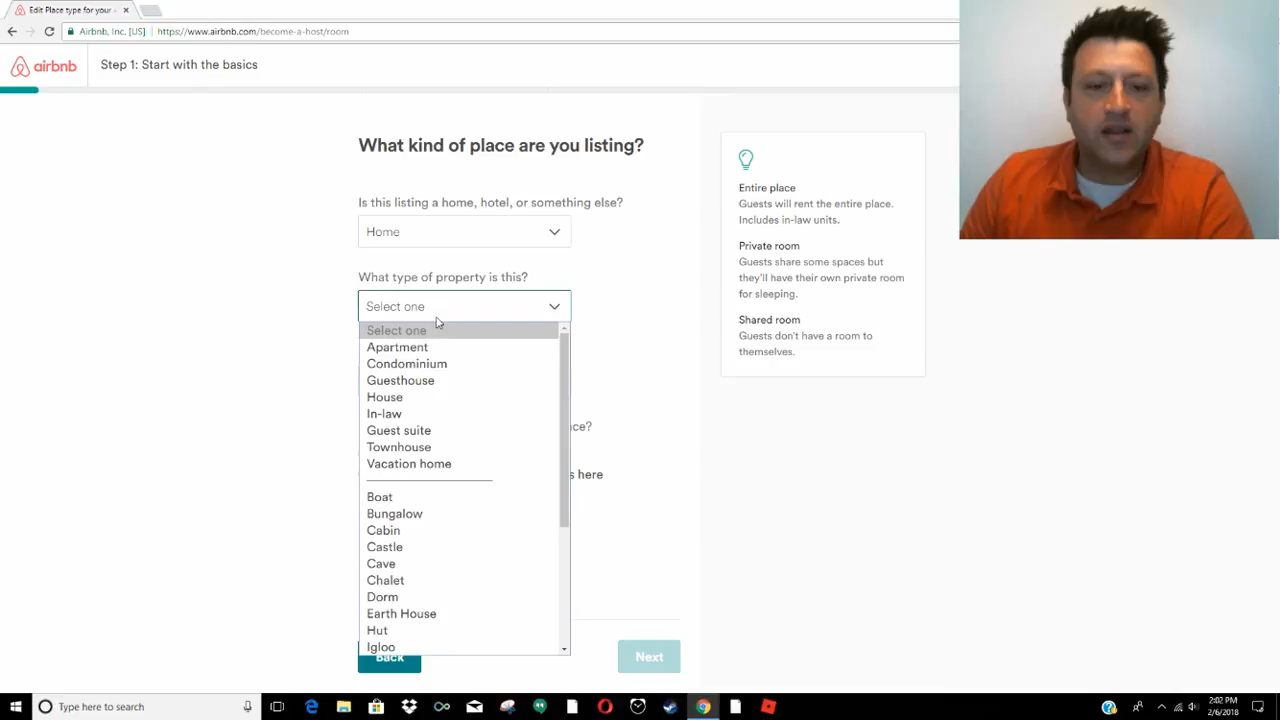 Edit Place type for your
Airbnb, Inc. [US]
https://www.airbnb.com/become-a-host/room
airbnb
Step 1: Start with the basics
What kind of place are you listing?
Is this listing a home, hotel, or something else?
Home
What type of property is this?
Select one
Select one
Apartment
Condominium
Guesthouse
House
In-law
Guest suite
Townhouse
Vacation home
Boat
Bungalow
Cabin
Castle
Cave
Chalet
Dorm
Earth House
Hut
Igloo
here
Back
Next
Entire place
Guests will rent the entire place.
Includes in-law units.
Private room
Guests share some spaces but
they'll have their own private room
for sleeping.
Shared room
Guests don't have a room to
themselves.
Type here to search
2:02 PM
2/6/2018